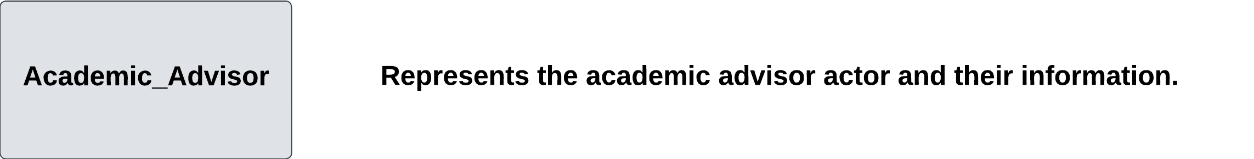 Academic_Advisor
Represents the academic advisor actor and their information.